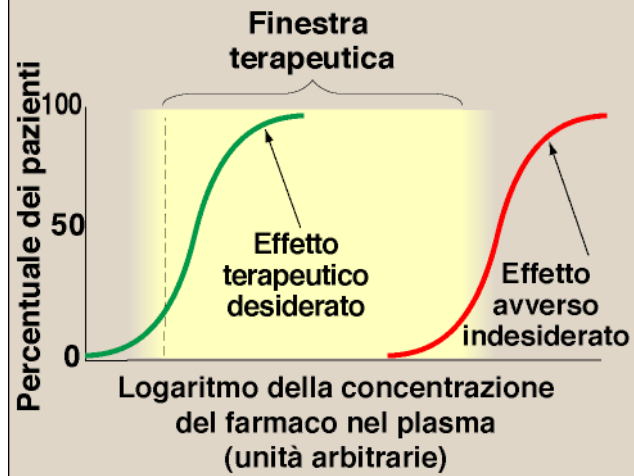 Finestra
terapeutica
Percentuale dei pazienti
100
50
0
Effetto
terapeutico
desiderato
Effetto
avverso
indesiderato
Logaritmo della concentrazione
del farmaco nel plasma
(unità arbitrarie)